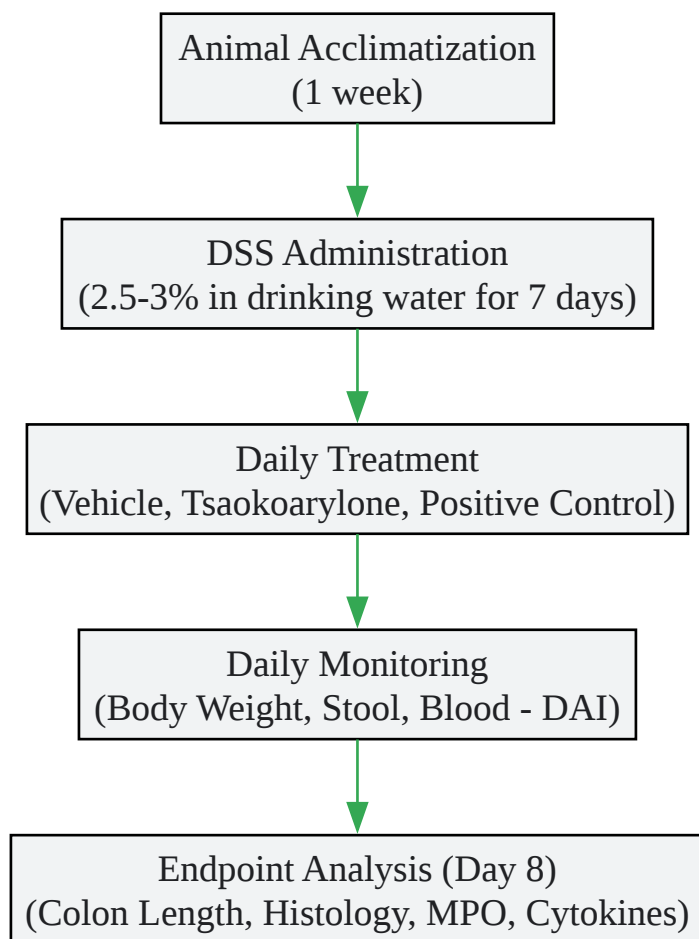 Animal Acclimatization
(1 week)
DSS Administration
(2.5-3% in drinking water for 7 days)
Daily Treatment
(Vehicle, Tsaokoarylone, Positive Control)
Daily Monitoring
(Body Weight, Stool, Blood - DAI)
Endpoint Analysis (Day 8)
(Colon Length, Histology, MPO, Cytokines)